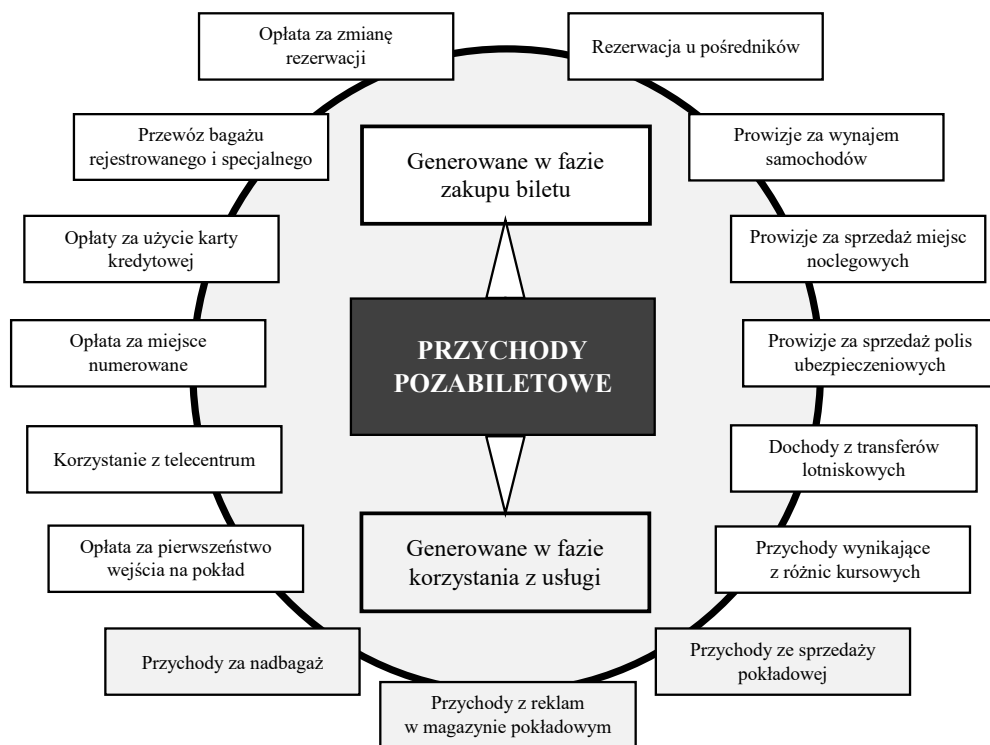 Opłata za zmianę
rezerwacji
Rezerwacja u pośredników
Przewóz bagażu
rejestrowanego i specjalnego
Generowane w fazie
zakupu biletu
Prowizje za wynajem
samochodów
Opłaty za użycie karty
kredytowej
Prowizje za sprzedaż miejsc
noclegowych
Opłata za miejsce
numerowane
PRZYCHODY
POZABILETOWE
Prowizje za sprzedaż polis
ubezpieczeniowych
Korzystanie z telecentrum
Dochody z transferów
lotniskowych
Opłata za pierwszeństwo
wejścia na pokład
Generowane w fazie
korzystania z usługi
Przychody wynikające
z różnic kursowych
Przychody za nadbagaż
Przychody z reklam
w magazynie pokładowym
Przychody ze sprzedaży
pokładowej